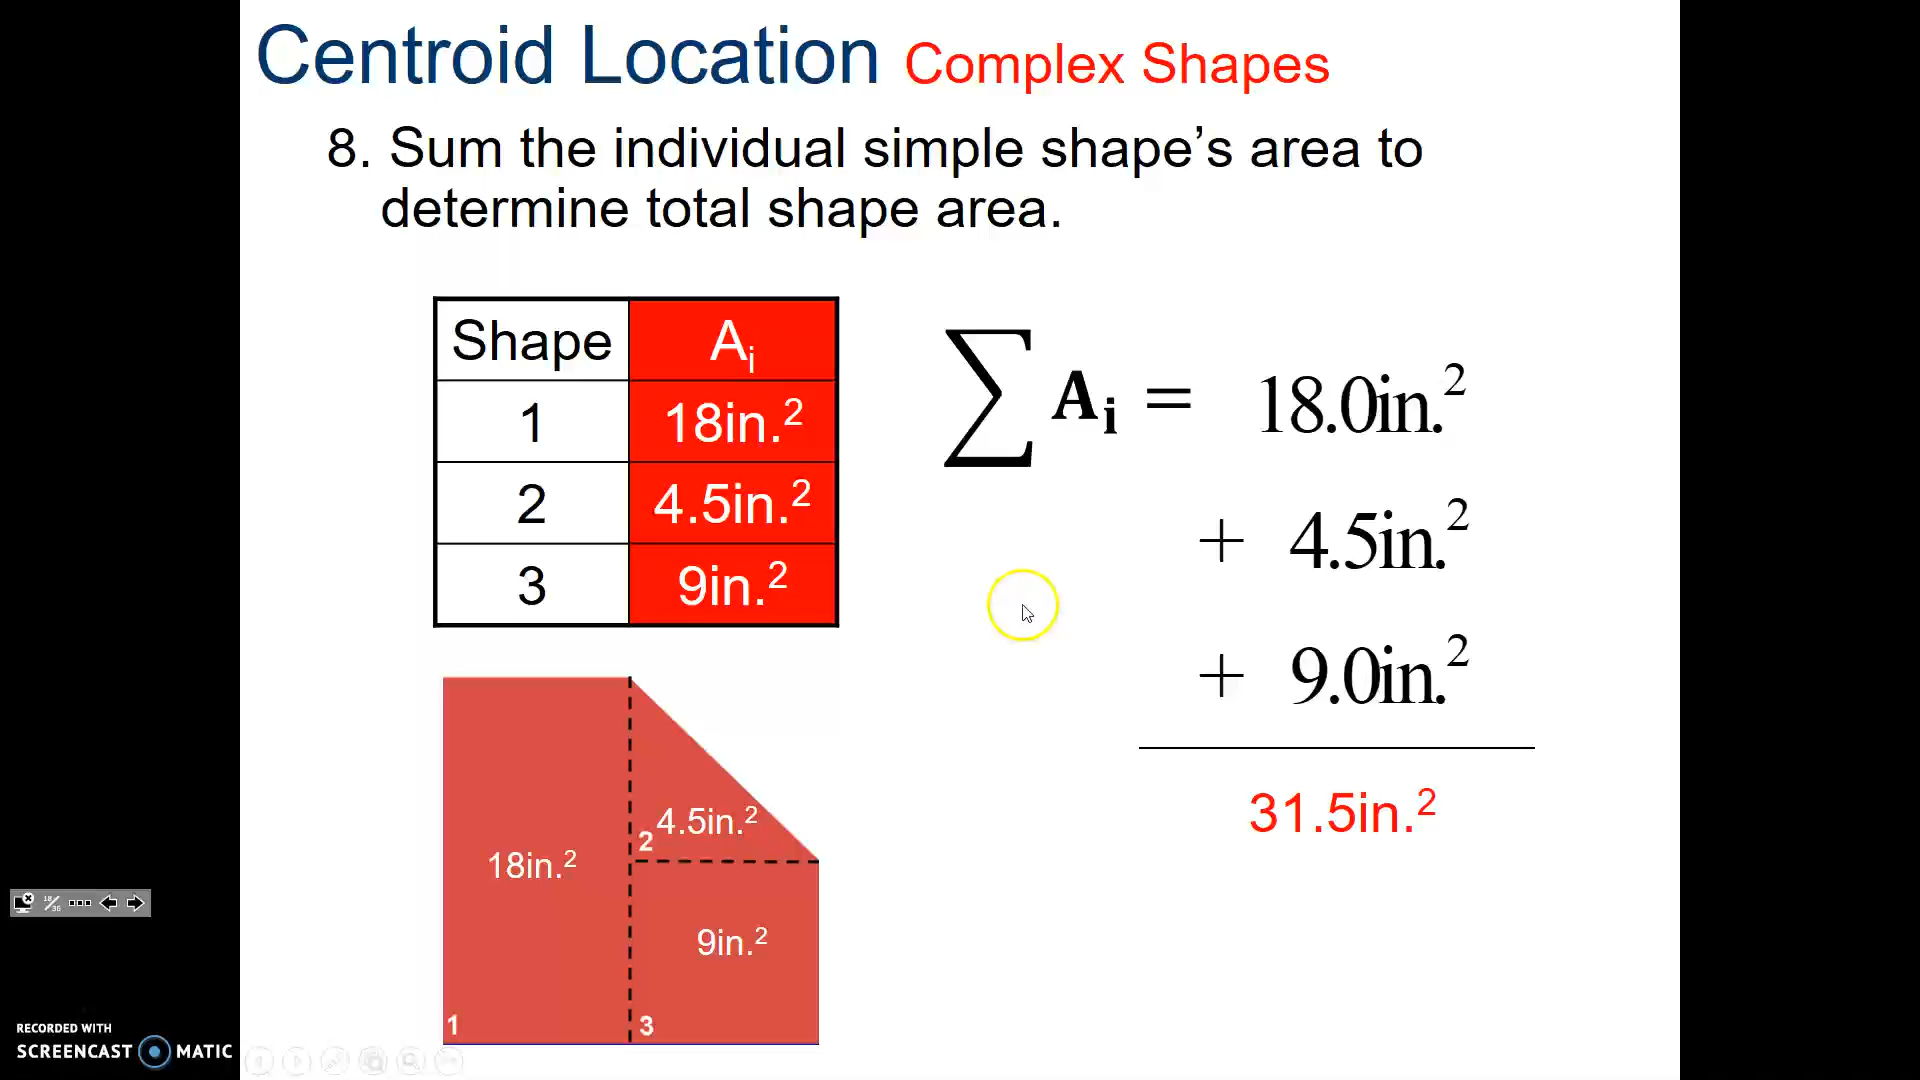 Centroid Location Complex Shapes
8. Sum the individual simple shape’s area to
determine total shape area.
Shape Aᵢ
1 18in.²
2 4.5in.²
3 9in.²
∑ Aᵢ = 18.0in.²
+ 4.5in.²
+ 9.0in.²
31.5in.²
4.5in.²
2
18in.²
9in.²
1 3
18/36
RECORDED WITH
SCREENCAST MATIC